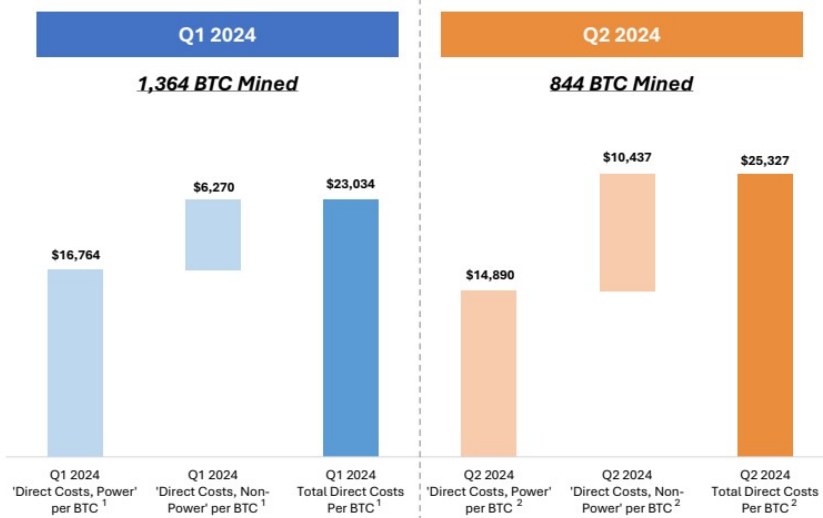 Q1 2024
1,364 BTC Mined
$16,764
$6,270
$23,034
Q1 2024
'Direct Costs, Power'
per BTC 1
Q1 2024
'Direct Costs, Non-
Power' per BTC 1
Q1 2024
Total Direct Costs
Per BTC 1
Q2 2024
844 BTC Mined
$14,890
$10,437
$25,327
Q2 2024
'Direct Costs, Power'
per BTC 2
Q2 2024
'Direct Costs, Non-
Power' per BTC 2
Q2 2024
Total Direct Costs
Per BTC 2